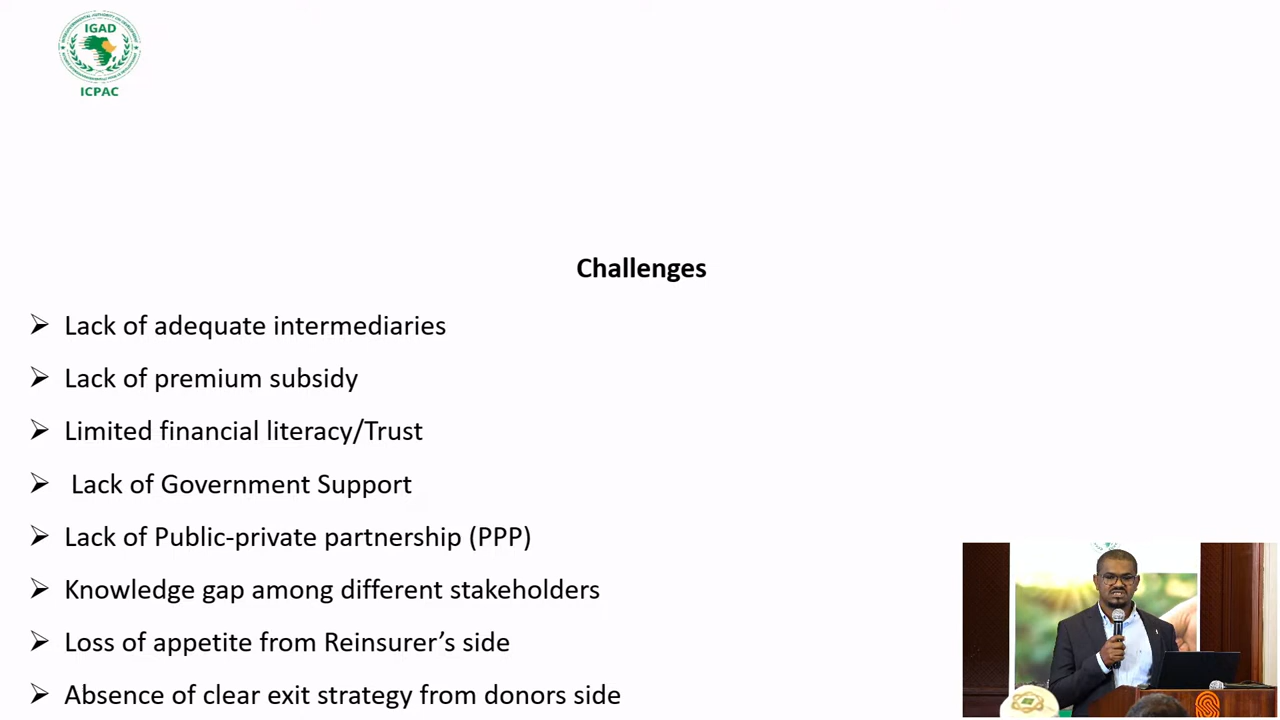 IGAD
ICPAC
Challenges
➢ Lack of adequate intermediaries
➢ Lack of premium subsidy
➢ Limited financial literacy/Trust
➢ Lack of Government Support
➢ Lack of Public-private partnership (PPP)
➢ Knowledge gap among different stakeholders
➢ Loss of appetite from Reinsurer’s side
➢ Absence of clear exit strategy from donors side